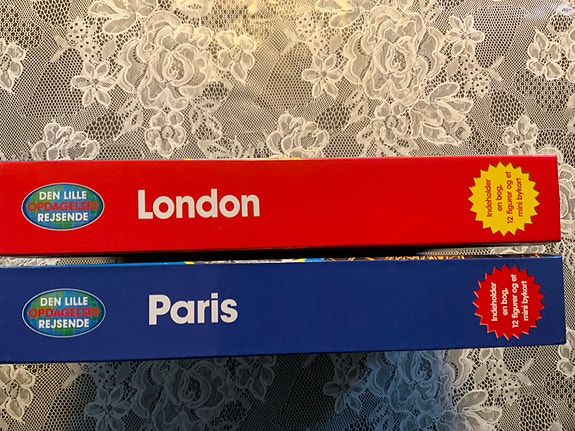 DEN LILLE
OPDAGELSES
REJSENDE
London
Indeholder
en bog,
12 figurer og et
mini bykort
DEN LILLE
OPDAGELSES
REJSENDE
Paris
Indeholder
en bog,
12 figurer og et
mini bykort